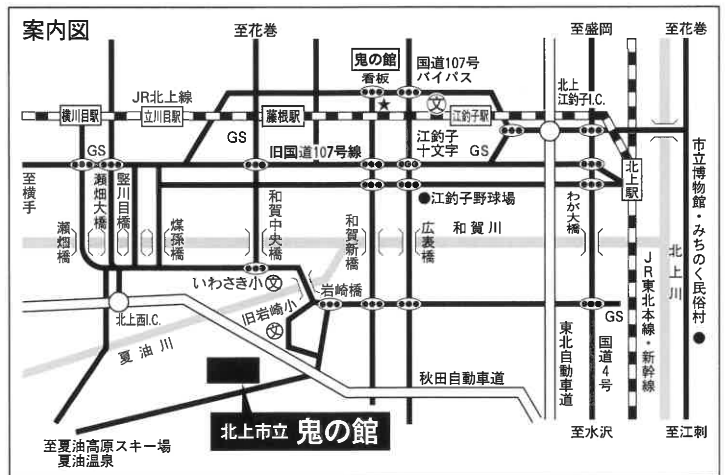 案内図
至花巻
鬼の館
看板
国道107号
バイパス
至盛岡
至花巻
JR北上線
横川目駅
立川目駅
藤根駅
江釣子駅
文
北上
江釣子I.C.
GS
GS
旧国道107号線
江釣子
十文字
GS
北上駅
至横手
瀬畑大橋
竪川目橋
江釣子野球場
市立博物館・みちのく民俗村
瀬畑橋
煤孫橋
和賀中央橋
和賀新橋
広表橋
和賀川
わが大橋
北上川
いわさき小
文
岩崎橋
旧岩崎小
文
北上西I.C.
夏油川
GS
JR東北本線・新幹線
東北自動車道
国道4号
秋田自動車道
北上市立 鬼の館
至夏油高原スキー場
夏油温泉
至水沢
至江刺